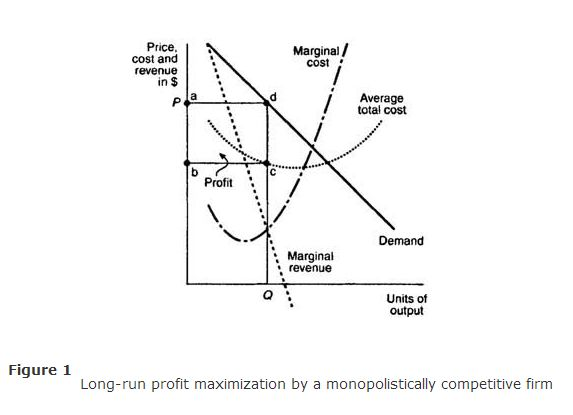 Price,
cost and
revenue
in $
Marginal
cost
Average
total cost
P
a
d
b
c
Profit
Demand
Marginal
revenue
Q
Units of
output
Figure 1
Long-run profit maximization by a monopolistically competitive firm